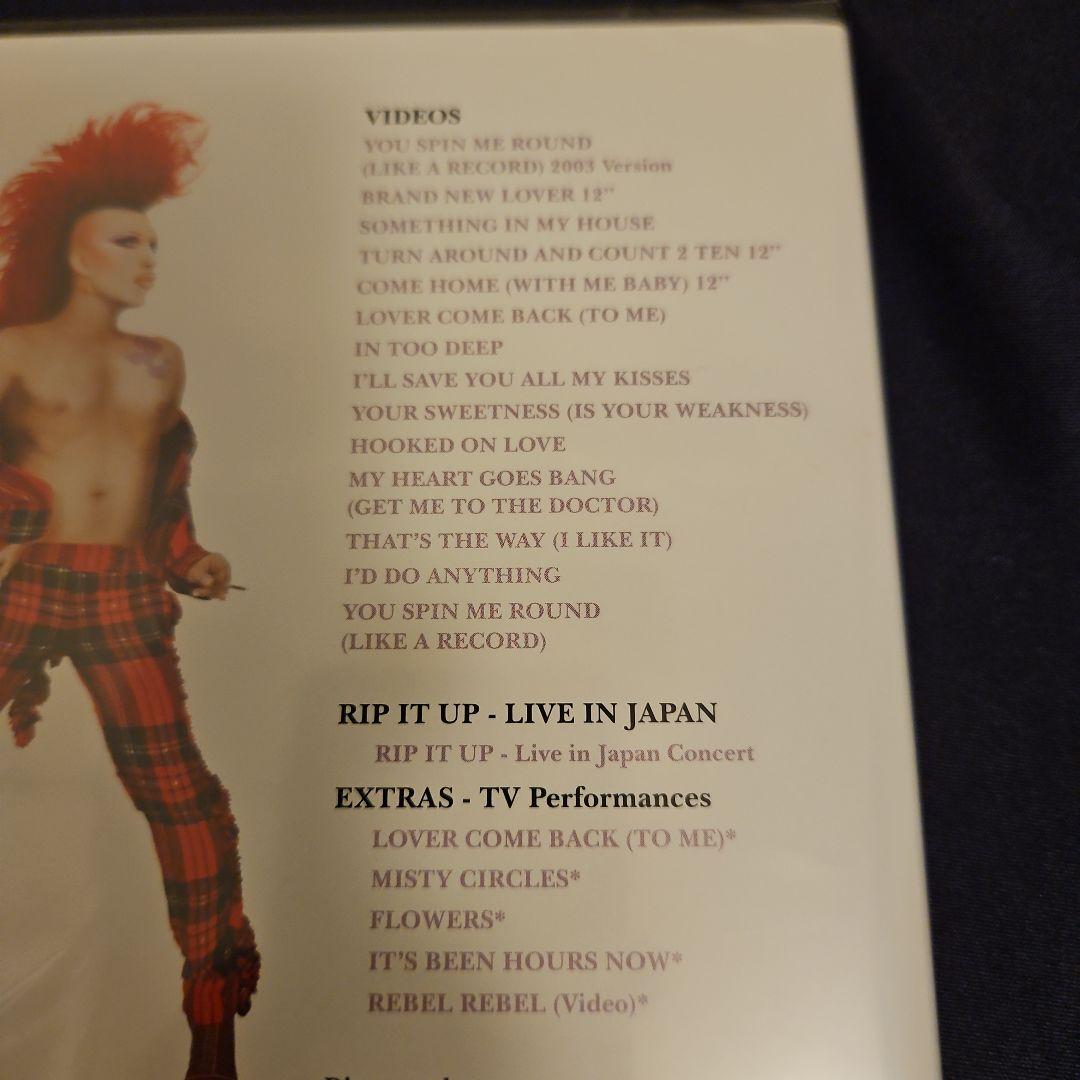 VIDEOS
YOU SPIN ME ROUND
(LIKE A RECORD) 2003 Version
BRAND NEW LOVER 12"
SOMETHING IN MY HOUSE
TURN AROUND AND COUNT 2 TEN 12"
COME HOME (WITH ME BABY) 12"
LOVER COME BACK (TO ME)
IN TOO DEEP
I'LL SAVE YOU ALL MY KISSES
YOUR SWEETNESS (IS YOUR WEAKNESS)
HOOKED ON LOVE
MY HEART GOES BANG
(GET ME TO THE DOCTOR)
THAT'S THE WAY (I LIKE IT)
I'D DO ANYTHING
YOU SPIN ME ROUND
(LIKE A RECORD)
RIP IT UP - LIVE IN JAPAN
RIP IT UP - Live in Japan Concert
EXTRAS - TV Performances
LOVER COME BACK (TO ME)*
MISTY CIRCLES*
FLOWERS*
IT'S BEEN HOURS NOW*
REBEL REBEL (Video)*